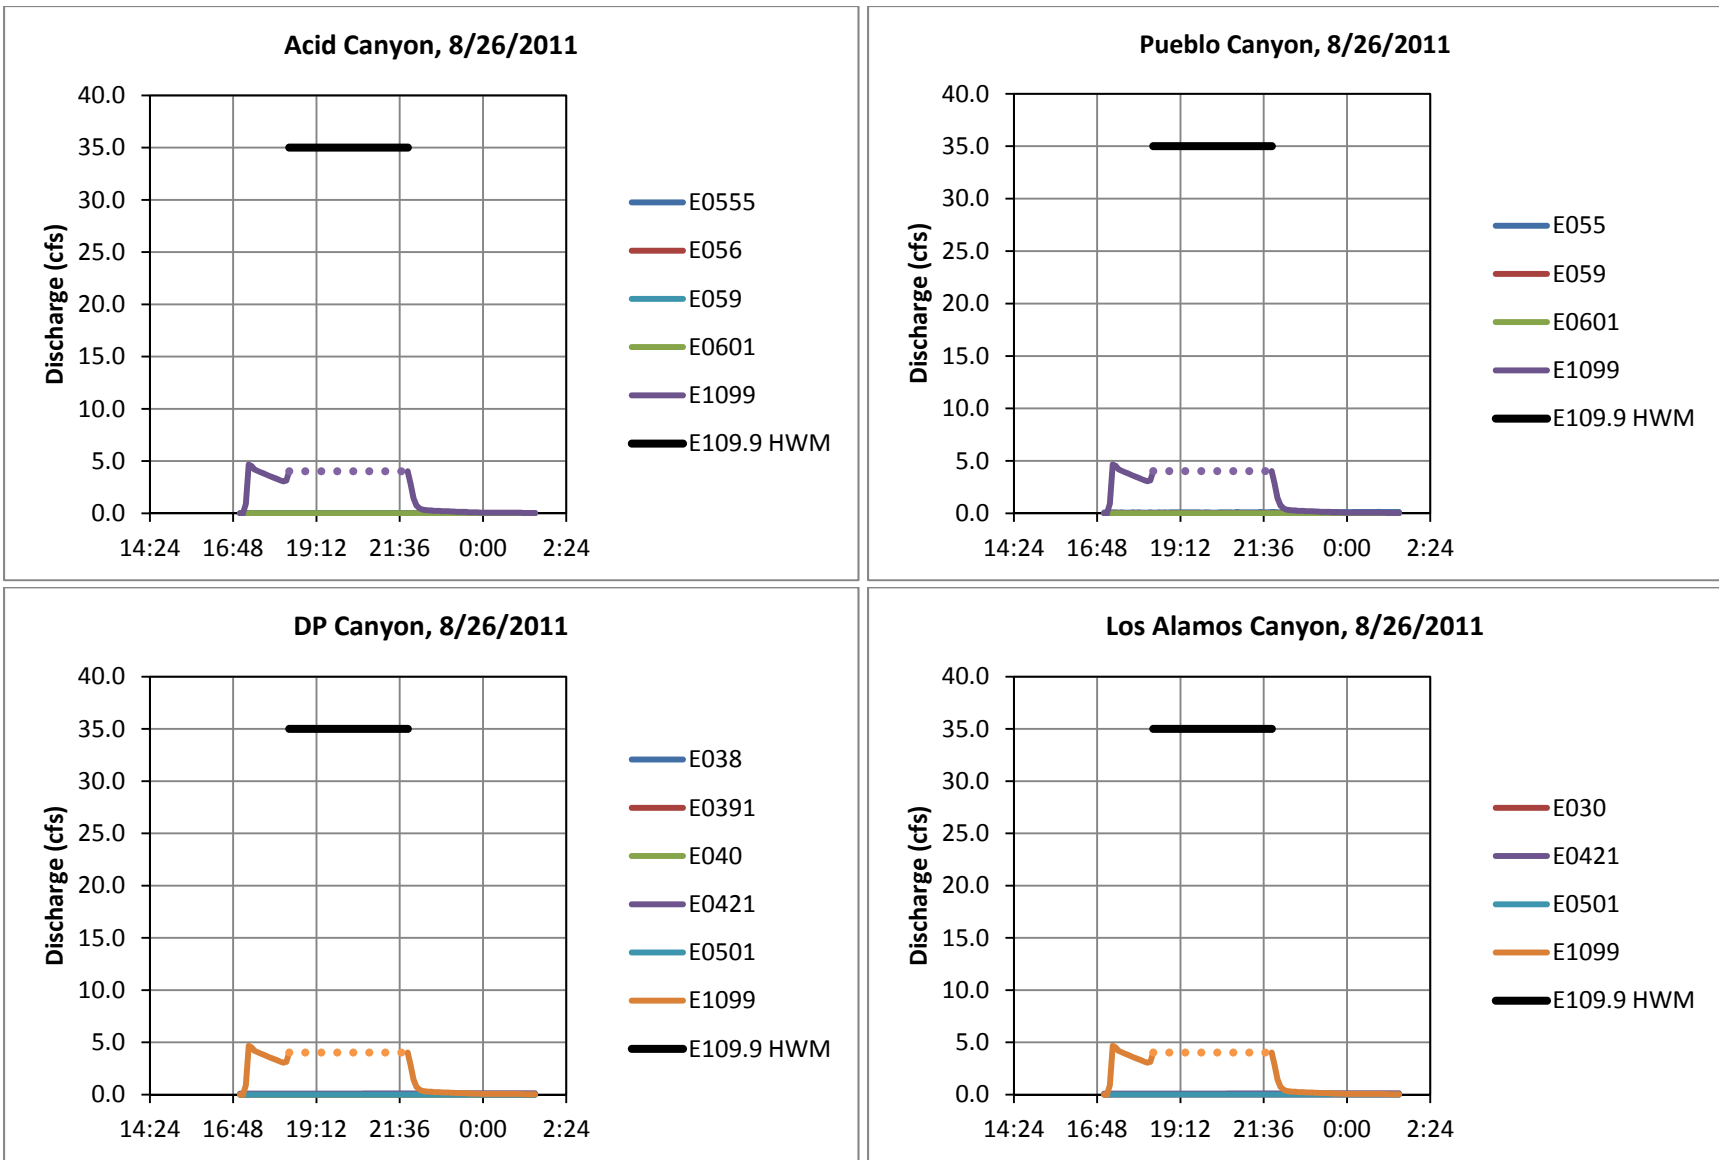 Acid Canyon, 8/26/2011
40.0
35.0
30.0
25.0
20.0
15.0
10.0
5.0
0.0
Discharge (cfs)
14:24 16:48 19:12 21:36 0:00 2:24
E0555
E056
E059
E0601
E1099
E109.9 HWM
Pueblo Canyon, 8/26/2011
40.0
35.0
30.0
25.0
20.0
15.0
10.0
5.0
0.0
Discharge (cfs)
14:24 16:48 19:12 21:36 0:00 2:24
E055
E059
E0601
E1099
E109.9 HWM
DP Canyon, 8/26/2011
40.0
35.0
30.0
25.0
20.0
15.0
10.0
5.0
0.0
Discharge (cfs)
14:24 16:48 19:12 21:36 0:00 2:24
E038
E0391
E040
E0421
E0501
E1099
E109.9 HWM
Los Alamos Canyon, 8/26/2011
40.0
35.0
30.0
25.0
20.0
15.0
10.0
5.0
0.0
Discharge (cfs)
14:24 16:48 19:12 21:36 0:00 2:24
E030
E0421
E0501
E1099
E109.9 HWM